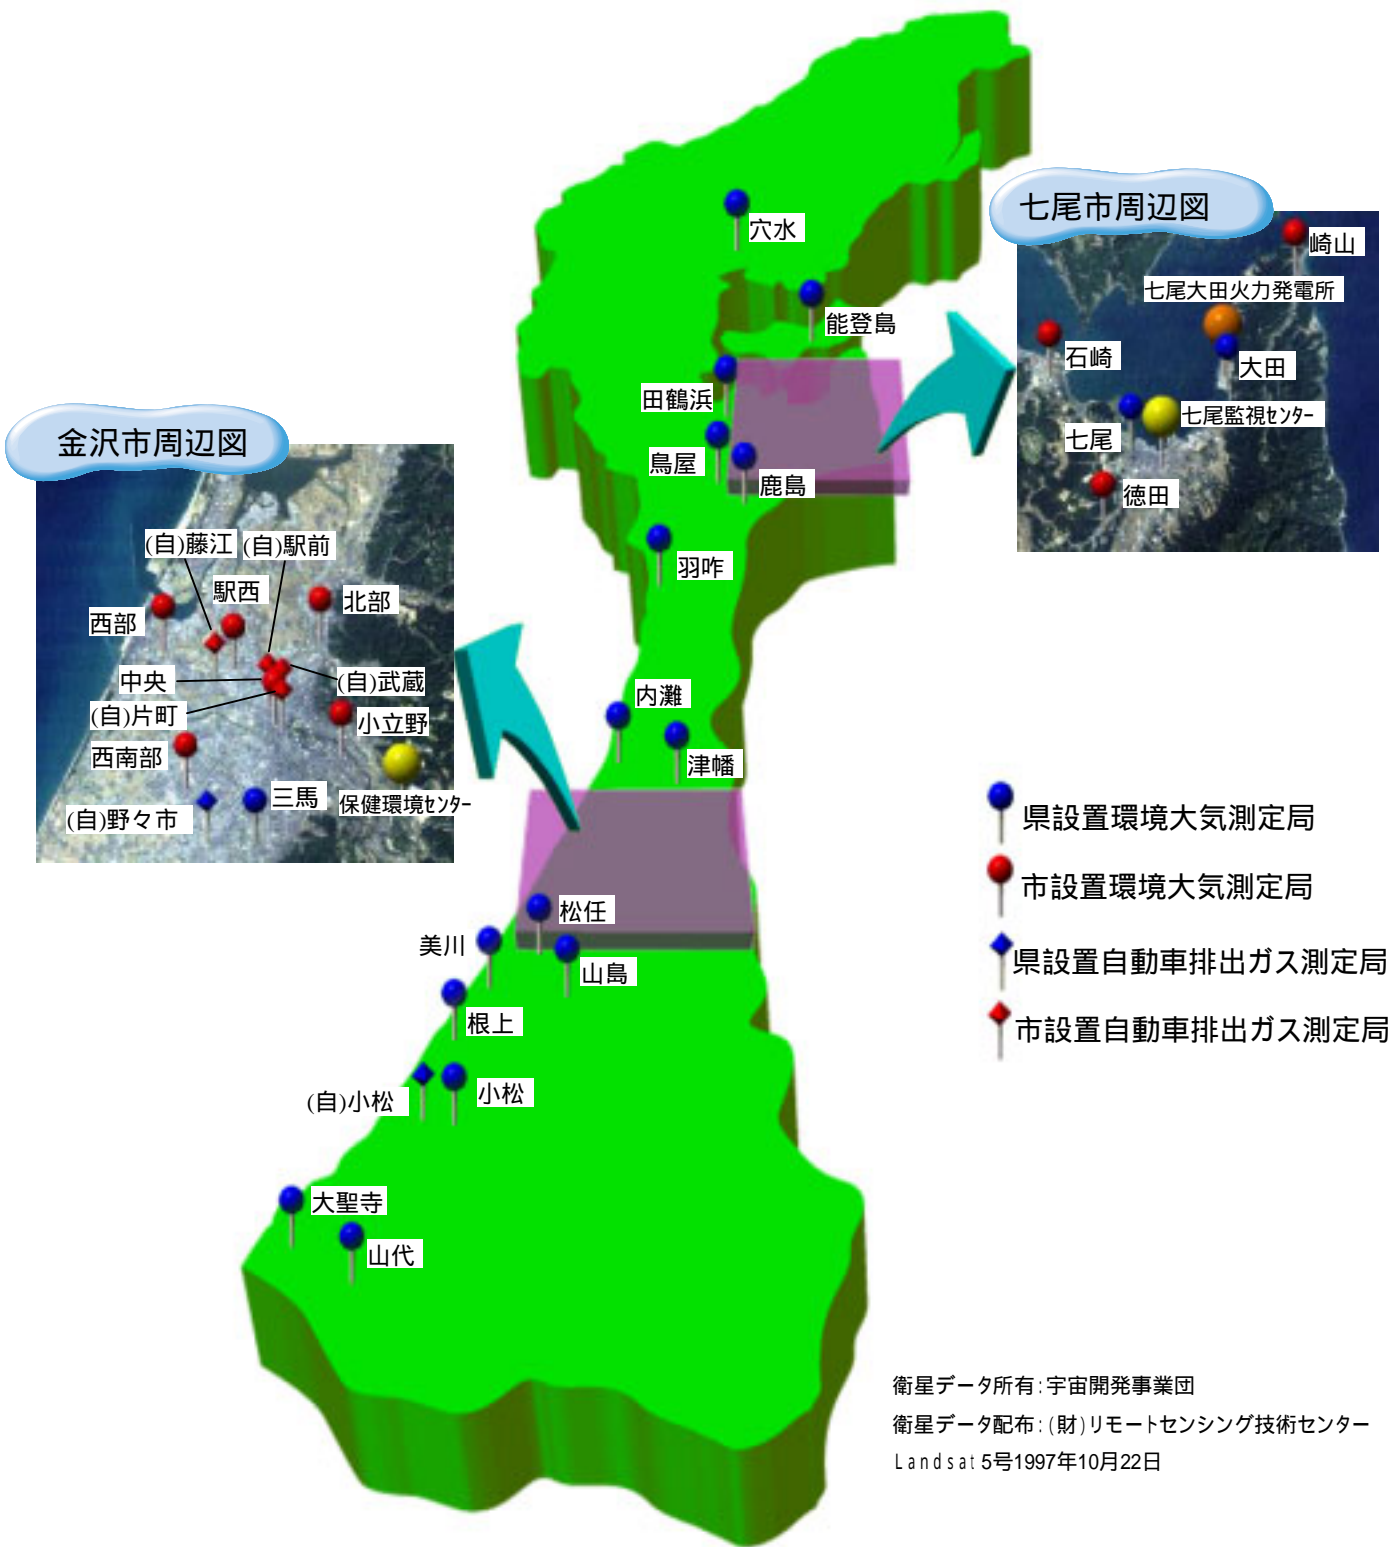 穴水
七尾市周辺図
崎山
七尾大田火力発電所
能登島
石崎
大田
田鶴浜
七尾監視センター
七尾
金沢市周辺図
鳥屋
鹿島
徳田
(自)藤江
(自)駅前
羽咋
駅西
北部
西部
中央
(自)武蔵
内灘
(自)片町
小立野
西南部
津幡
三馬
保健環境センター
(自)野々市
県設置環境大気測定局
市設置環境大気測定局
松任
美川
県設置自動車排出ガス測定局
山島
根上
市設置自動車排出ガス測定局
(自)小松
小松
大聖寺
山代
衛星データ所有:宇宙開発事業団
衛星データ配布:(財)リモートセンシング技術センター
Landsat5号1997年10月22日